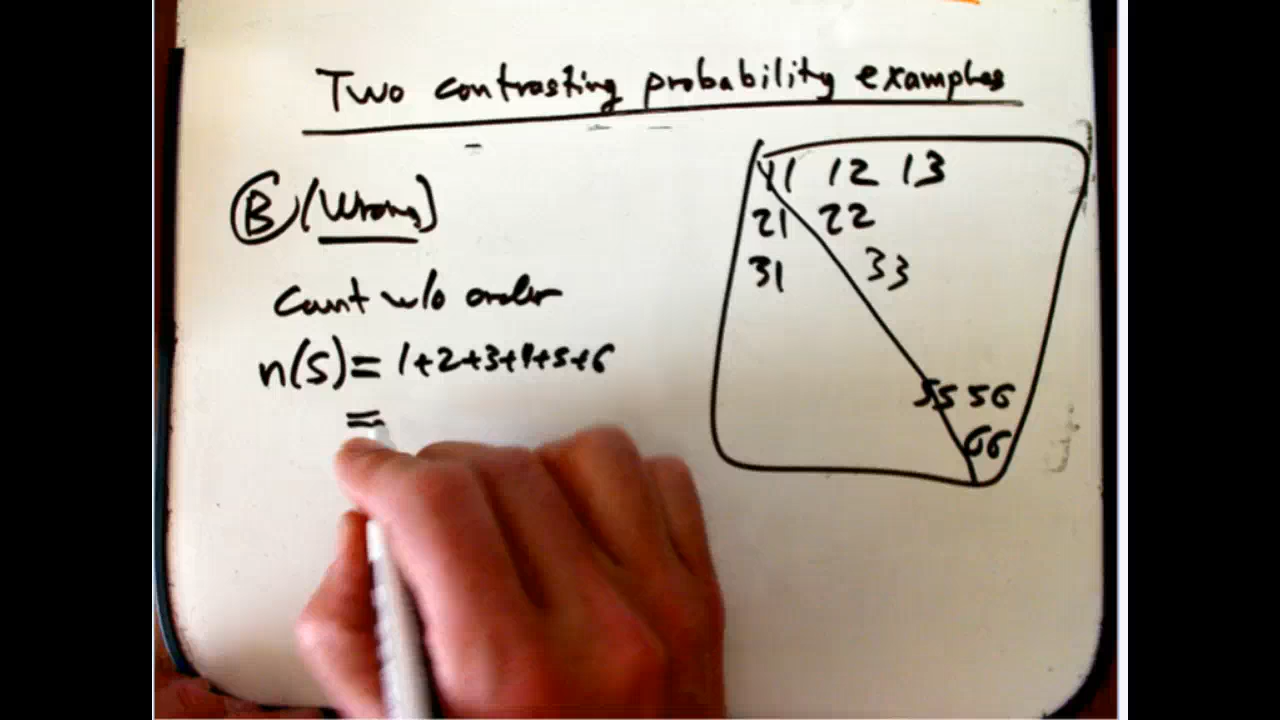 Two contrasting probability examples
B (Wrong)
Count w/o order
n(S) = 1+2+3+4+5+6
=
11 12 13
21 22
31 33
55 56
66